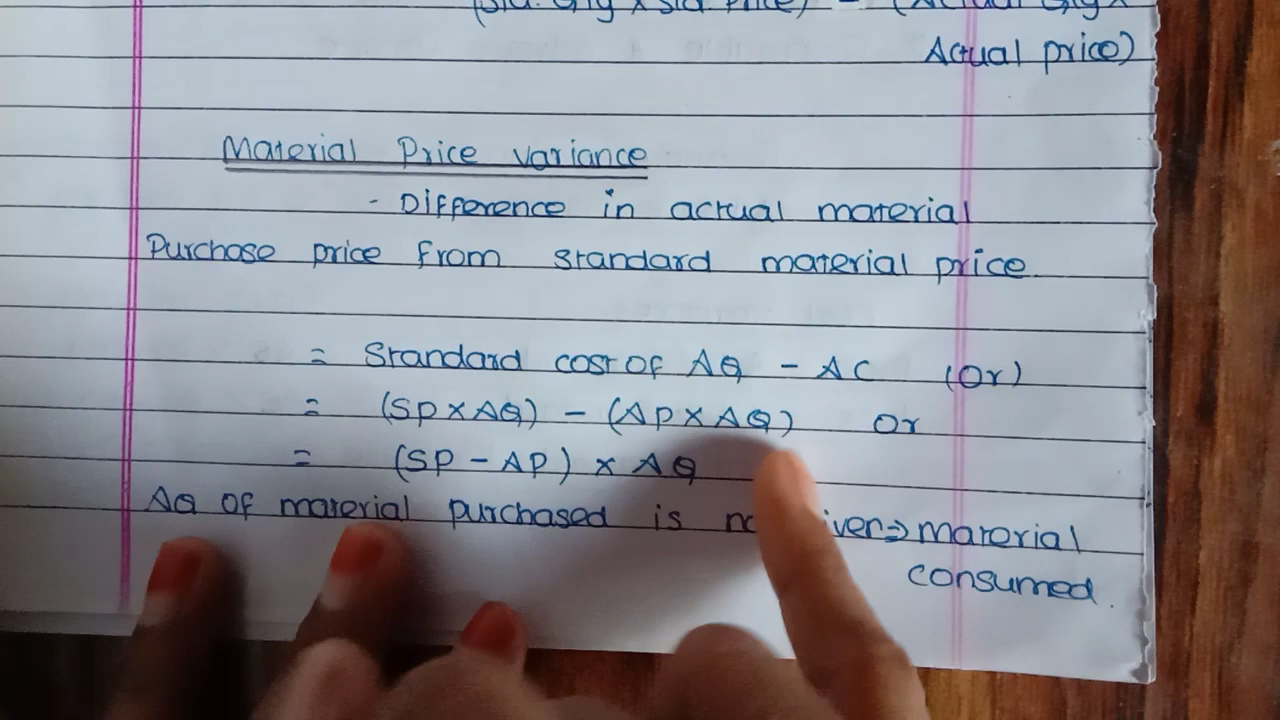 Actual price)
Material Price Variance
- Difference in actual material
Purchase price from standard material price
= Standard cost of AQ - AC (Or)
= (SP X AQ) - (AP X AQ) Or
= (SP - AP) x AQ
AQ of material purchased is => material
consumed.